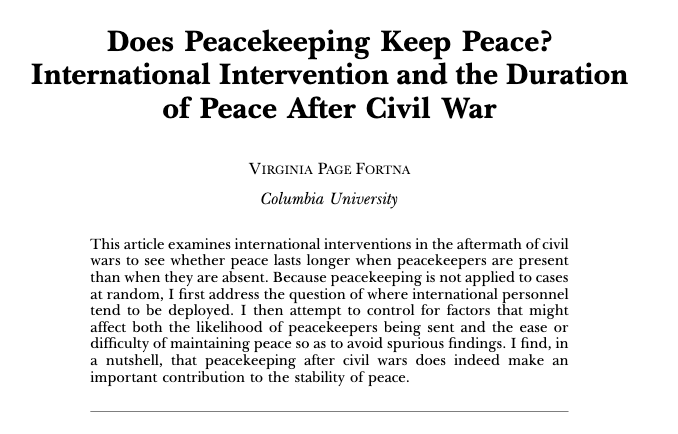 Does Peacekeeping Keep Peace?
International Intervention and the Duration
of Peace After Civil War
Virginia Page Fortna
Columbia University
This article examines international interventions in the aftermath of civil
wars to see whether peace lasts longer when peacekeepers are present
than when they are absent. Because peacekeeping is not applied to cases
at random, I first address the question of where international personnel
tend to be deployed. I then attempt to control for factors that might
affect both the likelihood of peacekeepers being sent and the ease or
difficulty of maintaining peace so as to avoid spurious findings. I find, in
a nutshell, that peacekeeping after civil wars does indeed make an
important contribution to the stability of peace.